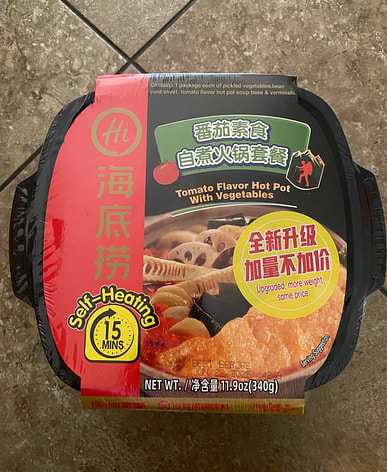 Contains: 1 package each of pickled vegetables, bean
curd sheet, tomato flavor hot pot soup base & vermicelli.
Hi
海底捞
番茄素食
自煮火锅套餐
Tomato Flavor Hot Pot
With Vegetables
全新升级
加量不加价
Upgraded, more weight,
same price
Self-Heating
15
MINS
Serving Suggestion
NET WT. / 净含量 11.9oz(340g)